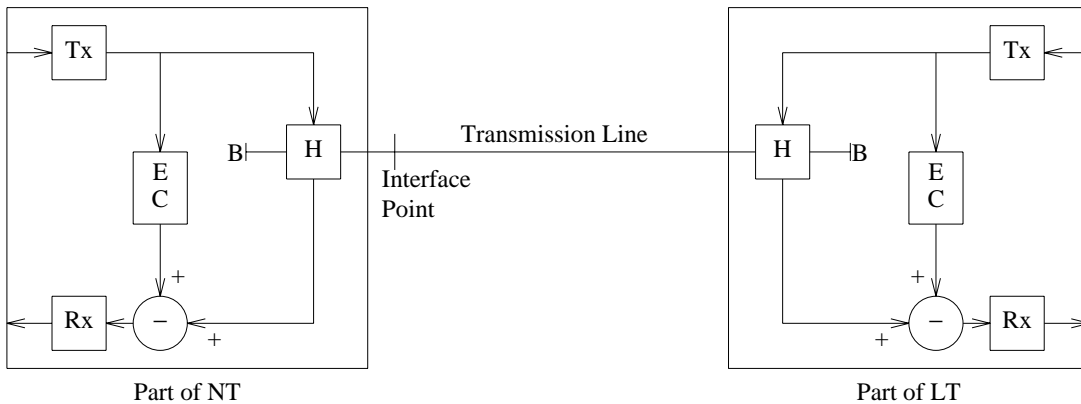 Tx
Tx
Transmission Line
B
H
H
B
E
C
Interface
Point
E
C
+
+
Rx
−
+
+
−
Rx
Part of NT
Part of LT